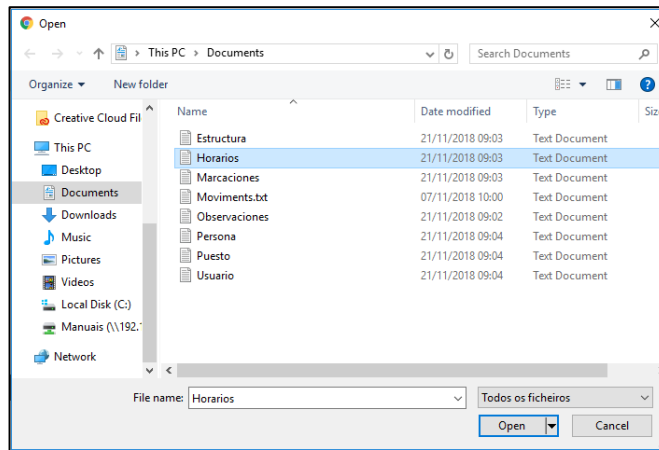 Open
This PC > Documents
Search Documents
Organize
New folder
Name Date modified Type Siz
Creative Cloud Fil
This PC
Desktop
Documents
Downloads
Music
Pictures
Videos
Local Disk (C:)
Manuais (\\192.
Network
Estructura 21/11/2018 09:03 Text Document
Horarios 21/11/2018 09:03 Text Document
Marcaciones 21/11/2018 09:03 Text Document
Moviments.txt 07/11/2018 10:00 Text Document
Observaciones 21/11/2018 09:02 Text Document
Persona 21/11/2018 09:04 Text Document
Puesto 21/11/2018 09:04 Text Document
Usuario 21/11/2018 09:04 Text Document
File name: Horarios
Todos os ficheiros
Open
Cancel